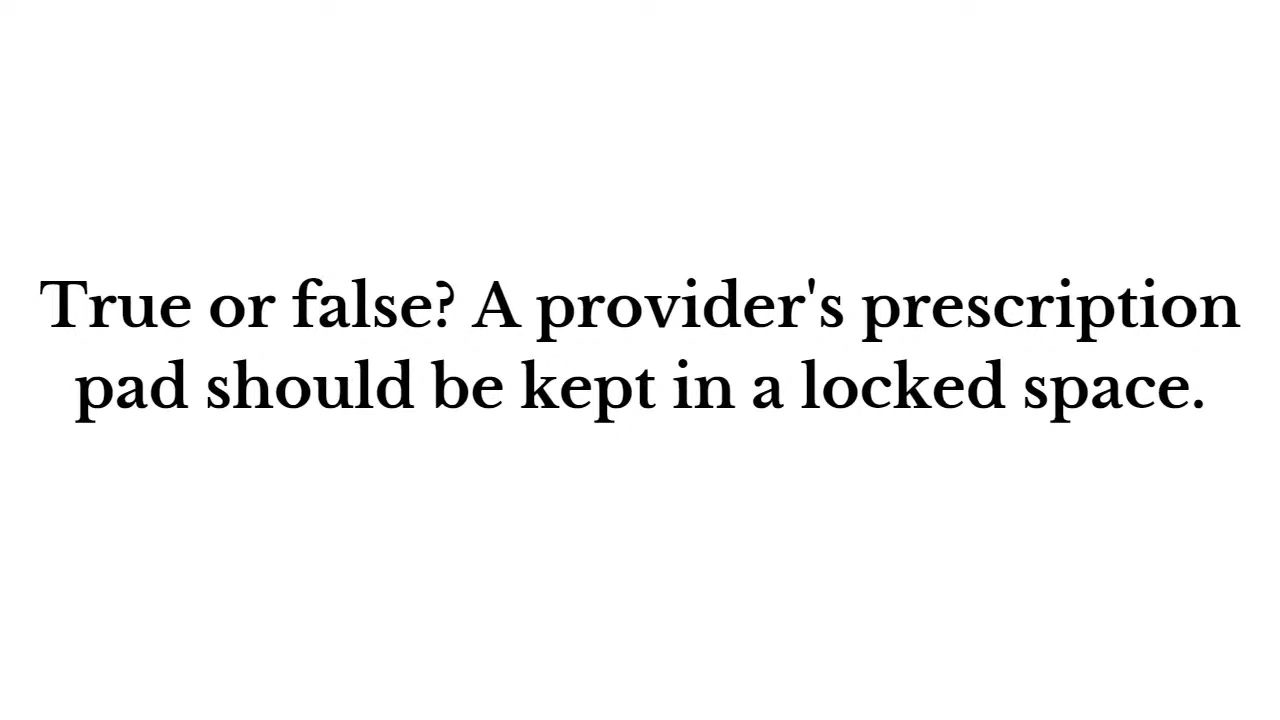 True or false? A provider's prescription
pad should be kept in a locked space.